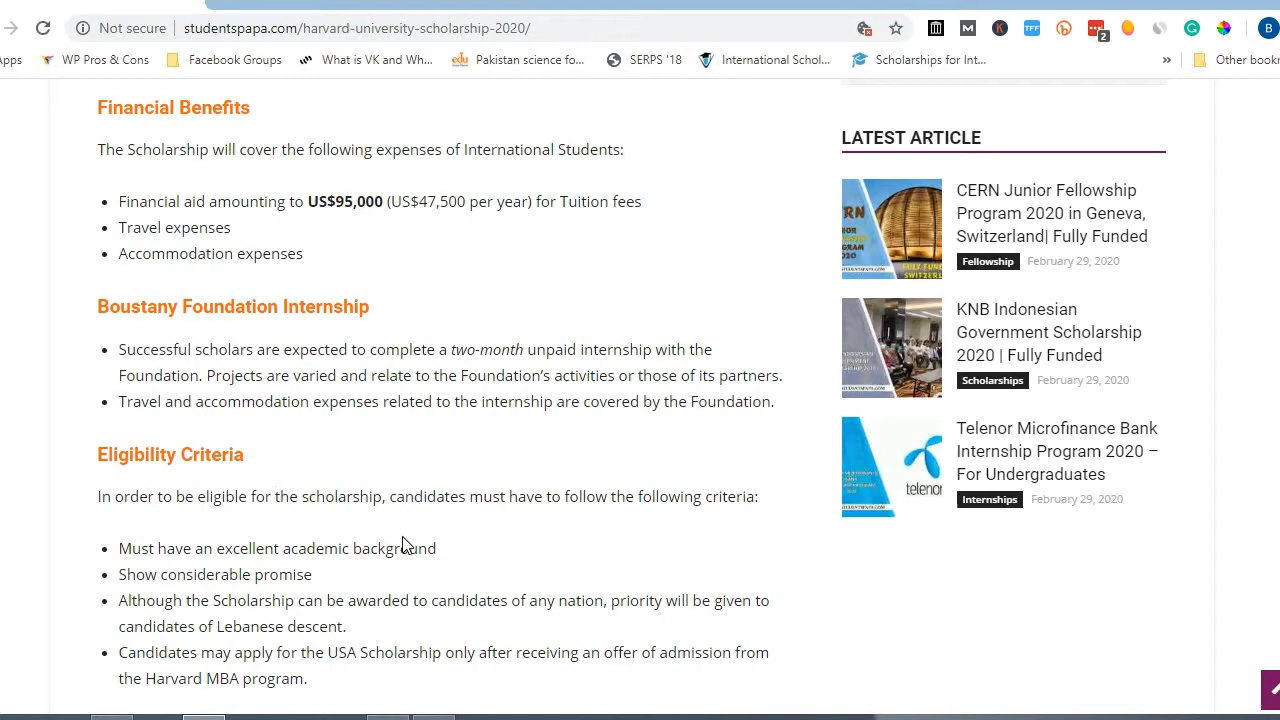 Not secure
studentspapa.com/harvard-university-scholarship-2020/
2
B
Apps
WP Pros & Cons
Facebook Groups
What is VK and Wh...
edu
Pakistan science fo...
SERPS '18
International Schol...
Scholarships for Int...
»
Other bookm
Financial Benefits
The Scholarship will cover the following expenses of International Students:
• Financial aid amounting to US$95,000 (US$47,500 per year) for Tuition fees
• Travel expenses
• Accommodation expenses
Boustany Foundation Internship
• Successful scholars are expected to complete a two-month unpaid internship with the
Foundation. Projects are varied and relate to the Foundation's activities or those of its partners.
• Travel and accommodation expenses related to the internship are covered by the Foundation.
Eligibility Criteria
In order to be eligible for the scholarship, candidates must have to follow the following criteria:
• Must have an excellent academic background
• Show considerable promise
• Although the Scholarship can be awarded to candidates of any nation, priority will be given to
candidates of Lebanese descent.
• Candidates may apply for the USA Scholarship only after receiving an offer of admission from
the Harvard MBA program.
LATEST ARTICLE
CERN Junior Fellowship
Program 2020 in Geneva,
Switzerland| Fully Funded
Fellowship
February 29, 2020
KNB Indonesian
Government Scholarship
2020 | Fully Funded
Scholarships
February 29, 2020
telenor
Telenor Microfinance Bank
Internship Program 2020 –
For Undergraduates
Internships
February 29, 2020